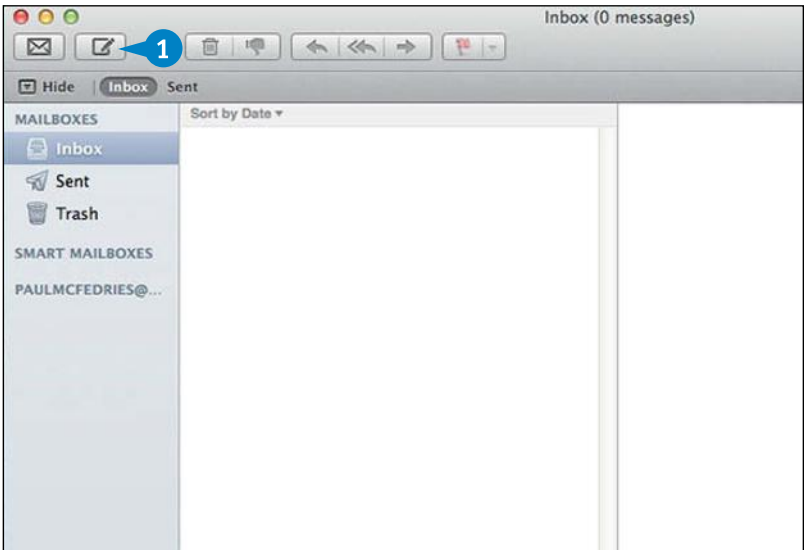 Inbox (0 messages)
1
Hide Inbox Sent
MAILBOXES
Sort by Date
Inbox
Sent
Trash
SMART MAILBOXES
PAULMCFEDRIES@...